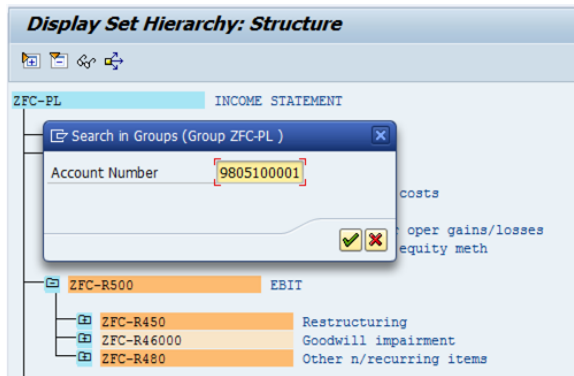 Display Set Hierarchy: Structure
ZFC-PL INCOME STATEMENT
Search in Groups (Group ZFC-PL )
Account Number 9805100001
costs
oper gains/losses
equity meth
ZFC-R500 EBIT
ZFC-R450 Restructuring
ZFC-R46000 Goodwill impairment
ZFC-R480 Other n/recurring items